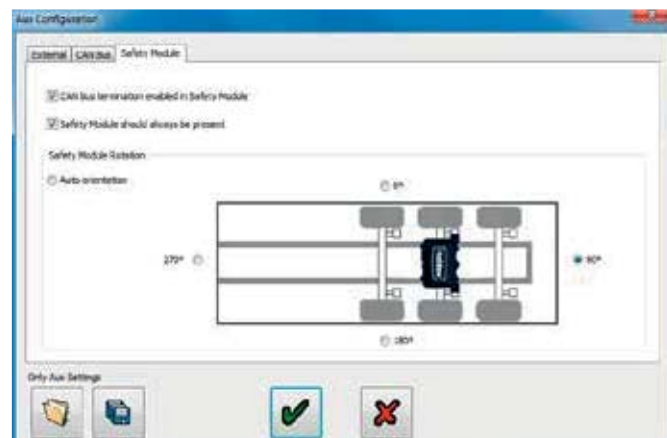 Aux Configuration
External CAN Bus Safety Module
CAN bus termination enabled in Safety Module
Safety Module should always be present
Safety Module Rotation
Auto orientation
0°
270°
90°
180°
Only Aux Settings